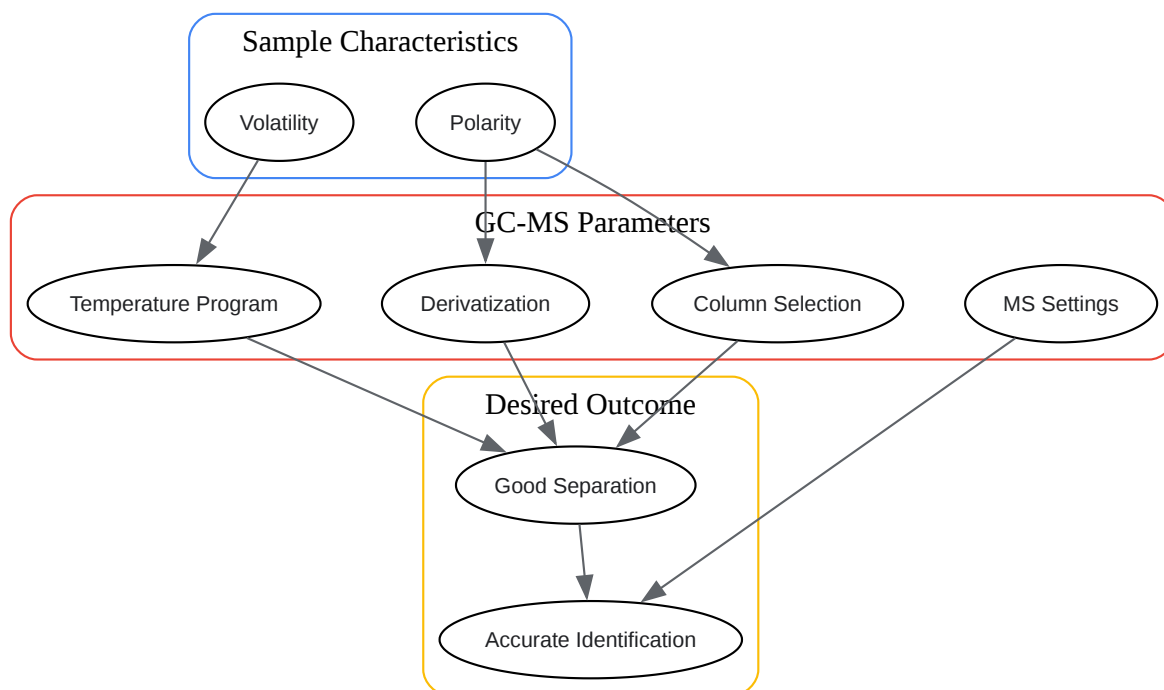 Sample Characteristics
Volatility
Polarity
GC-MS Parameters
Temperature Program
Derivatization
Column Selection
MS Settings
Desired Outcome
Good Separation
Accurate Identification